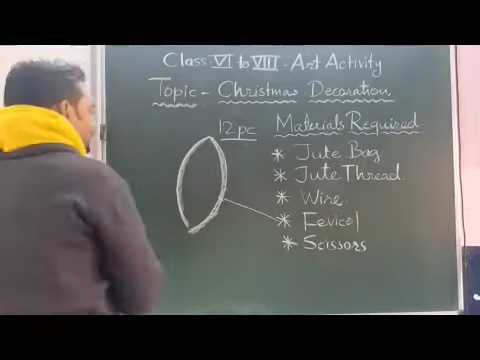 Class VI to VIII - Art Activity
Topic - Christmas Decoration
12 pc
Materials Required
* Jute Bag
* Jute Thread.
* Wire.
* Fevicol
* Scissors